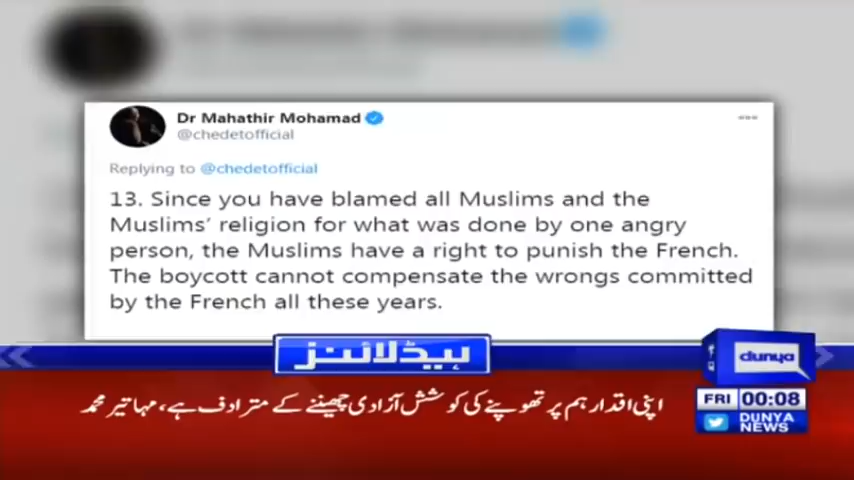 Dr Mahathir Mohamad
@chedetofficial
Replying to @chedetofficial
13. Since you have blamed all Muslims and the
Muslims' religion for what was done by one angry
person, the Muslims have a right to punish the French.
The boycott cannot compensate the wrongs committed
by the French all these years.
ہیڈلائنز
dunya
اپنی اقدار ہم پر تھوپنے کی کوشش آزادی چھیننے کے مترادف ہے، مہاتیر محمد
FRI 00:08
DUNYA
NEWS